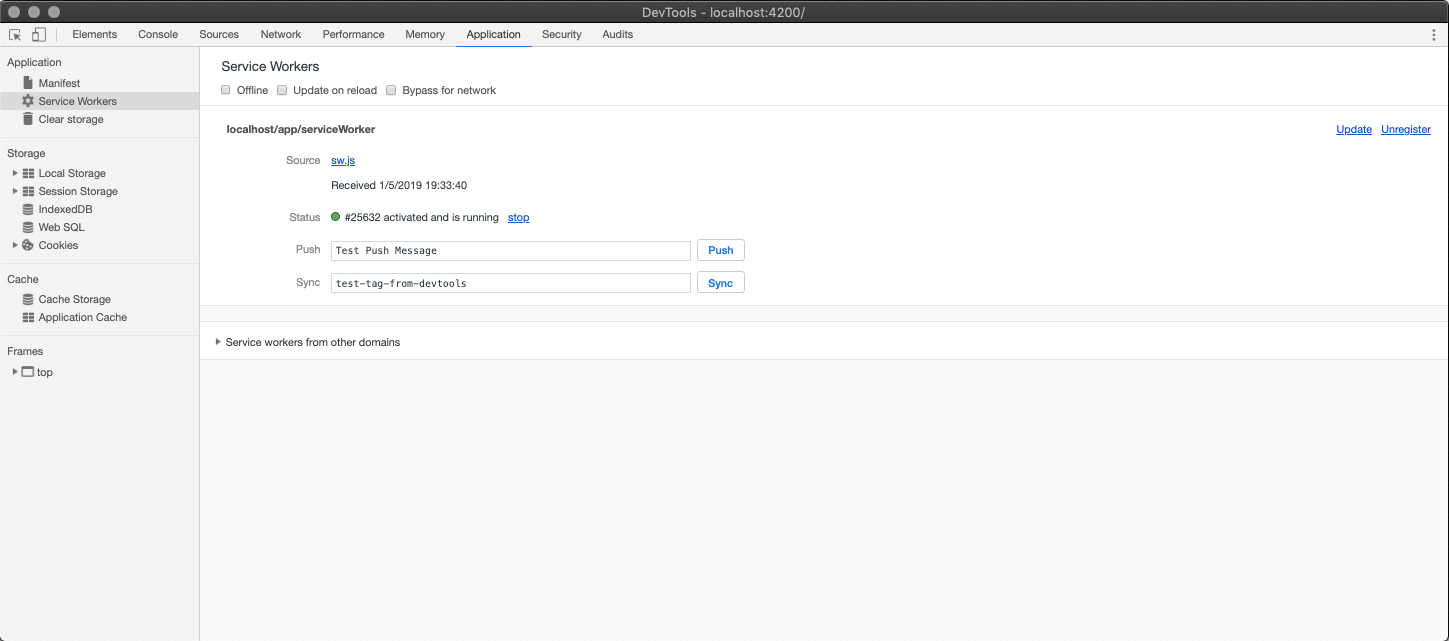 DevTools - localhost:4200/
Elements Console Sources Network Performance Memory Application Security Audits
Application
Manifest
Service Workers
Clear storage
Storage
Local Storage
Session Storage
IndexedDB
Web SQL
Cookies
Cache
Cache Storage
Application Cache
Frames
top
Service Workers
Offline Update on reload Bypass for network
localhost/app/serviceWorker Update Unregister
Source sw.js
Received 1/5/2019 19:33:40
Status #25632 activated and is running stop
Push Test Push Message Push
Sync test-tag-from-devtools Sync
Service workers from other domains